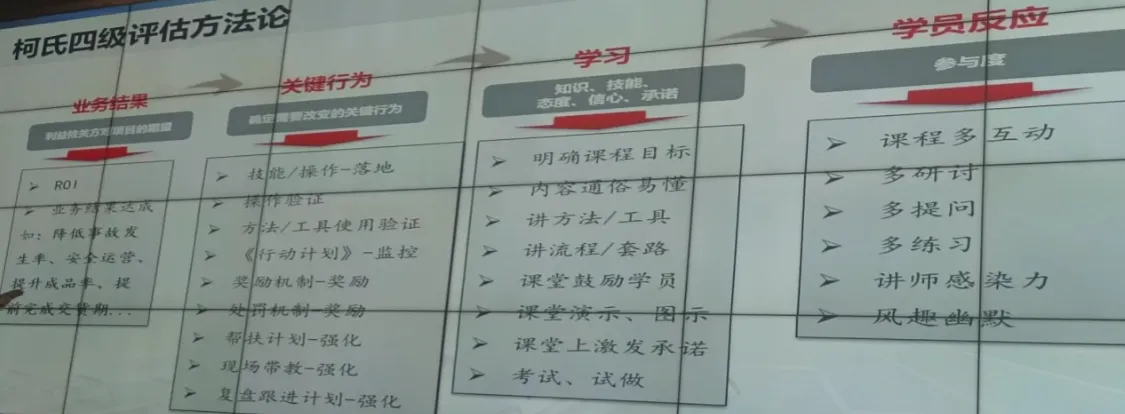 柯氏四级评估方法论
业务结果
利益相关方对项目的期望
ROI
业务结果达成
如：降低事故发
生率、安全运营、
提升成品率、提
前完成交货期...
关键行为
确定需要改变的关键行为
技能/操作-落地
操作验证
方法/工具使用验证
《行动计划》-监控
奖励机制-奖励
处罚机制-奖励
帮扶计划-强化
现场带教-强化
复盘跟进计划-强化
学习
知识、技能、
态度、信心、承诺
明确课程目标
内容通俗易懂
讲方法/工具
讲流程/套路
课堂鼓励学员
课堂演示、图示
课堂上激发承诺
考试、试做
学员反应
参与度
课程多互动
多研讨
多提问
多练习
讲师感染力
风趣幽默